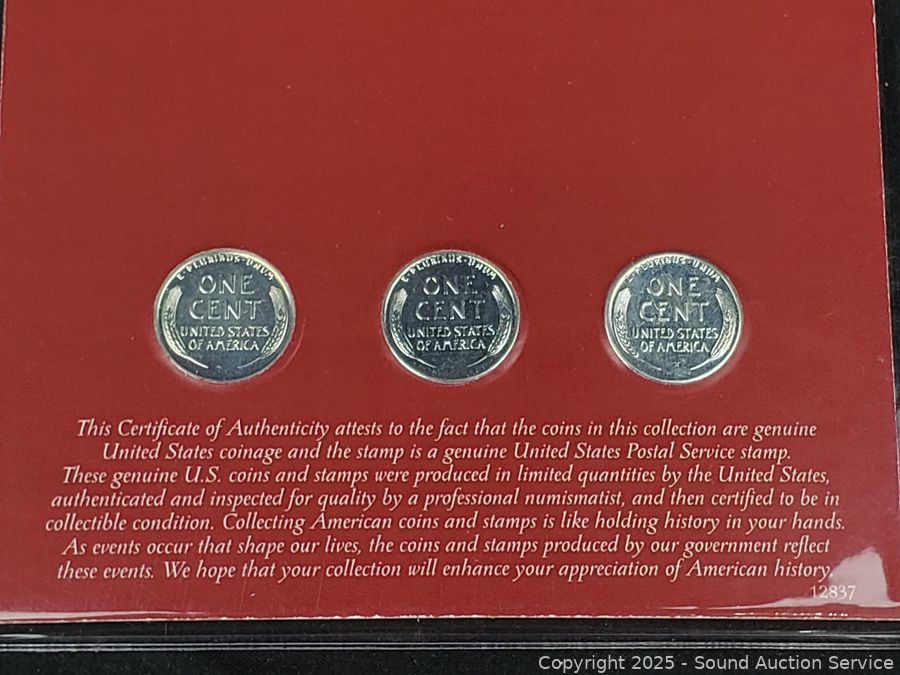 E·PLURIBUS·UNUM
ONE
CENT
UNITED STATES
OF AMERICA
E·PLURIBUS·UNUM
ONE
CENT
UNITED STATES
OF AMERICA
E·PLURIBUS·UNUM
ONE
CENT
UNITED STATES
OF AMERICA
This Certificate of Authenticity attests to the fact that the coins in this collection are genuine
United States coinage and the stamp is a genuine United States Postal Service stamp.
These genuine U.S. coins and stamps were produced in limited quantities by the United States,
authenticated and inspected for quality by a professional numismatist, and then certified to be in
collectible condition. Collecting American coins and stamps is like holding history in your hands.
As events occur that shape our lives, the coins and stamps produced by our government reflect
these events. We hope that your collection will enhance your appreciation of American history.
12837
Copyright 2025 - Sound Auction Service